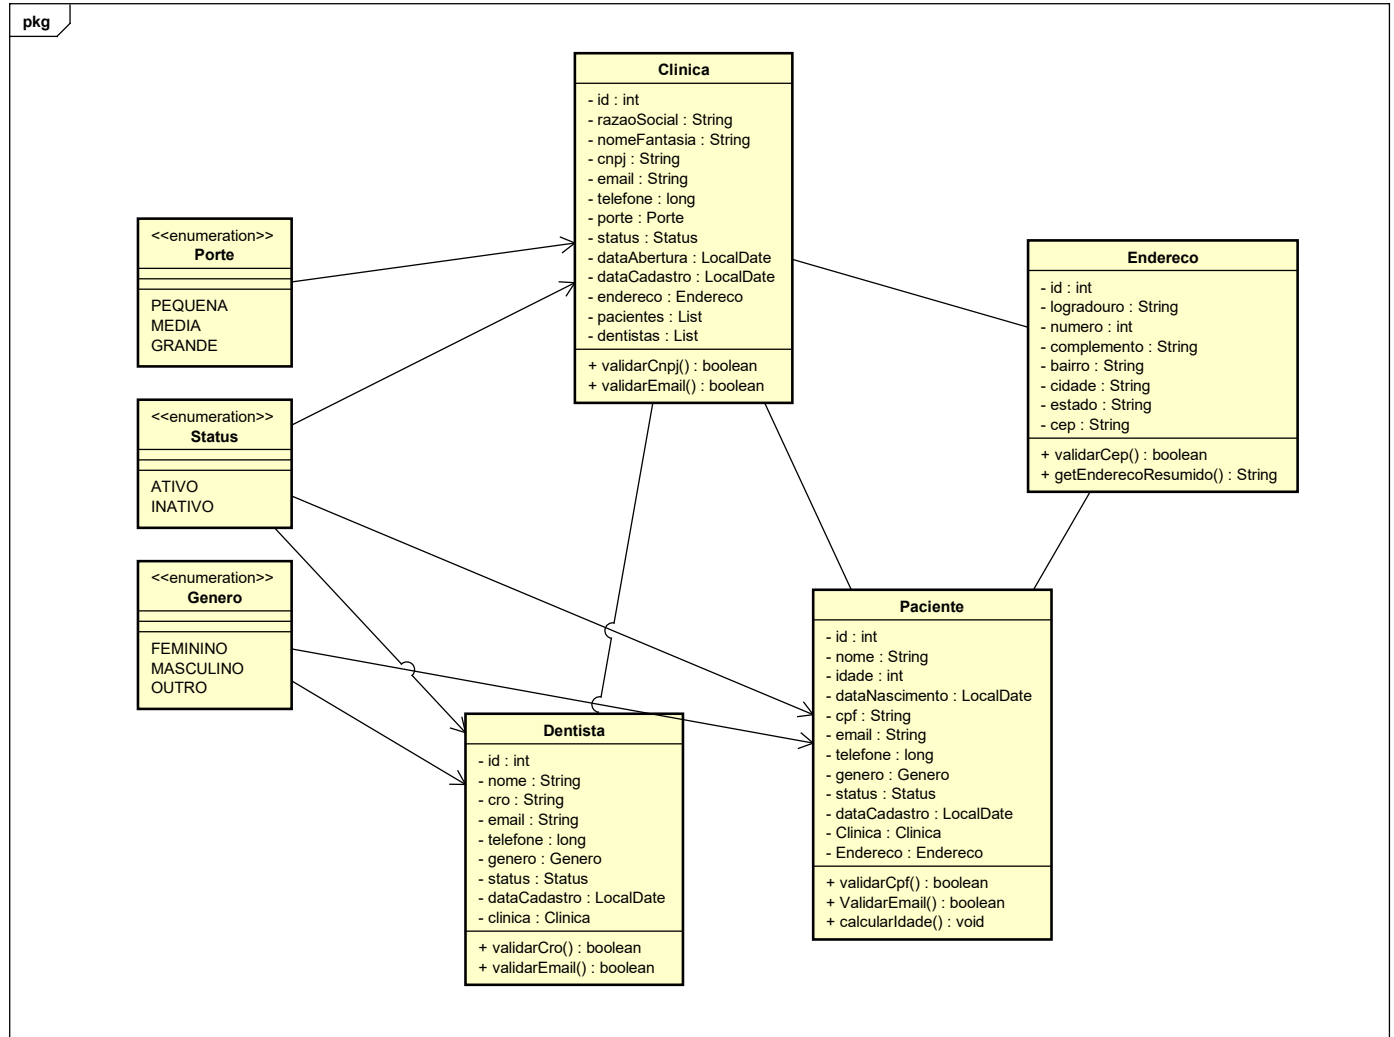 pkg
Clinica
- id : int
- razaoSocial : String
- nomeFantasia : String
- cnpj : String
- email : String
- telefone : long
- porte : Porte
- status : Status
- dataAbertura : LocalDate
- dataCadastro : LocalDate
- endereco : Endereco
- pacientes : List
- dentistas : List
+ validarCnpj() : boolean
+ validarEmail() : boolean
<<enumeration>>
Porte
PEQUENA
MEDIA
GRANDE
Endereco
- id : int
- logradouro : String
- numero : int
- complemento : String
- bairro : String
- cidade : String
- estado : String
- cep : String
+ validarCep() : boolean
+ getEnderecoResumido() : String
<<enumeration>>
Status
ATIVO
INATIVO
<<enumeration>>
Genero
FEMININO
MASCULINO
OUTRO
Paciente
- id : int
- nome : String
- idade : int
- dataNascimento : LocalDate
- cpf : String
- email : String
- telefone : long
- genero : Genero
- status : Status
- dataCadastro : LocalDate
- Clinica : Clinica
- Endereco : Endereco
+ validarCpf() : boolean
+ ValidarEmail() : boolean
+ calcularIdade() : void
Dentista
- id : int
- nome : String
- cro : String
- email : String
- telefone : long
- genero : Genero
- status : Status
- dataCadastro : LocalDate
- clinica : Clinica
+ validarCro() : boolean
+ validarEmail() : boolean